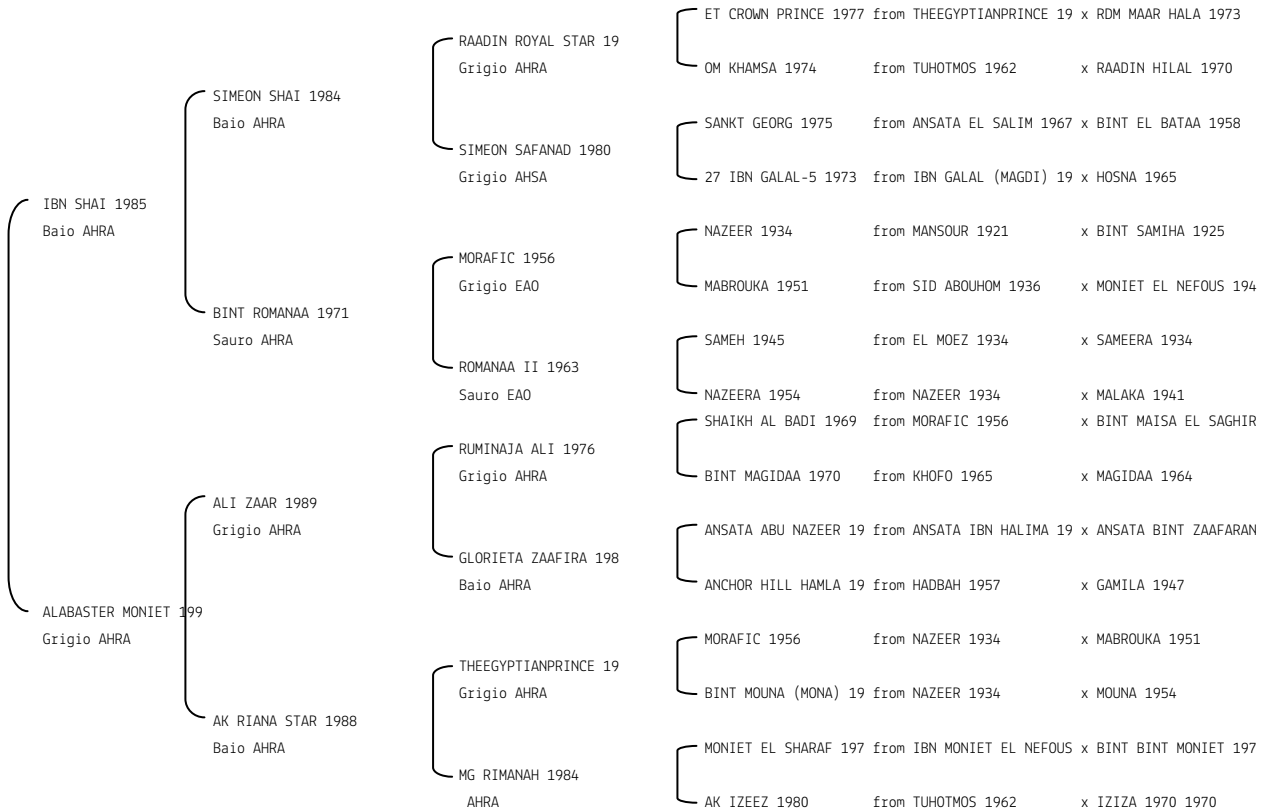 ET CROWN PRINCE 1977 from THEEGYPTIANPRINCE 19 x RDM MAAR HALA 1973
RAADIN ROYAL STAR 19
Grigio AHRA
OM KHAMSA 1974 from TUHOTMOS 1962 x RAADIN HILAL 1970
SIMEON SHAI 1984
Baio AHRA
SANKT GEORG 1975 from ANSATA EL SALIM 1967 x BINT EL BATAA 1958
SIMEON SAFANAD 1980
Grigio AHSA
27 IBN GALAL-5 1973 from IBN GALAL (MAGDI) 19 x HOSNA 1965
IBN SHAI 1985
Baio AHRA
NAZEER 1934 from MANSOUR 1921 x BINT SAMIHA 1925
MORAFIC 1956
Grigio EAO
MABROUKA 1951 from SID ABOUHOM 1936 x MONIET EL NEFOUS 194
BINT ROMANAA 1971
Sauro AHRA
SAMEH 1945 from EL MOEZ 1934 x SAMEERA 1934
ROMANAA II 1963
Sauro EAO
NAZEERA 1954 from NAZEER 1934 x MALAKA 1941
SHAIKH AL BADI 1969 from MORAFIC 1956 x BINT MAISA EL SAGHIR
RUMINAJA ALI 1976
Grigio AHRA
BINT MAGIDAA 1970 from KHOFO 1965 x MAGIDAA 1964
ALI ZAAR 1989
Grigio AHRA
ANSATA ABU NAZEER 19 from ANSATA IBN HALIMA 19 x ANSATA BINT ZAAFARAN
GLORIETA ZAAFIRA 198
Baio AHRA
ANCHOR HILL HAMLA 19 from HADBAH 1957 x GAMILA 1947
ALABASTER MONIET 199
Grigio AHRA
MORAFIC 1956 from NAZEER 1934 x MABROUKA 1951
THEEGYPTIANPRINCE 19
Grigio AHRA
BINT MOUNA (MONA) 19 from NAZEER 1934 x MOUNA 1954
AK RIANA STAR 1988
Baio AHRA
MONIET EL SHARAF 197 from IBN MONIET EL NEFOUS x BINT BINT MONIET 197
MG RIMANAH 1984
AHRA
AK IZEEZ 1980 from TUHOTMOS 1962 x IZIZA 1970 1970